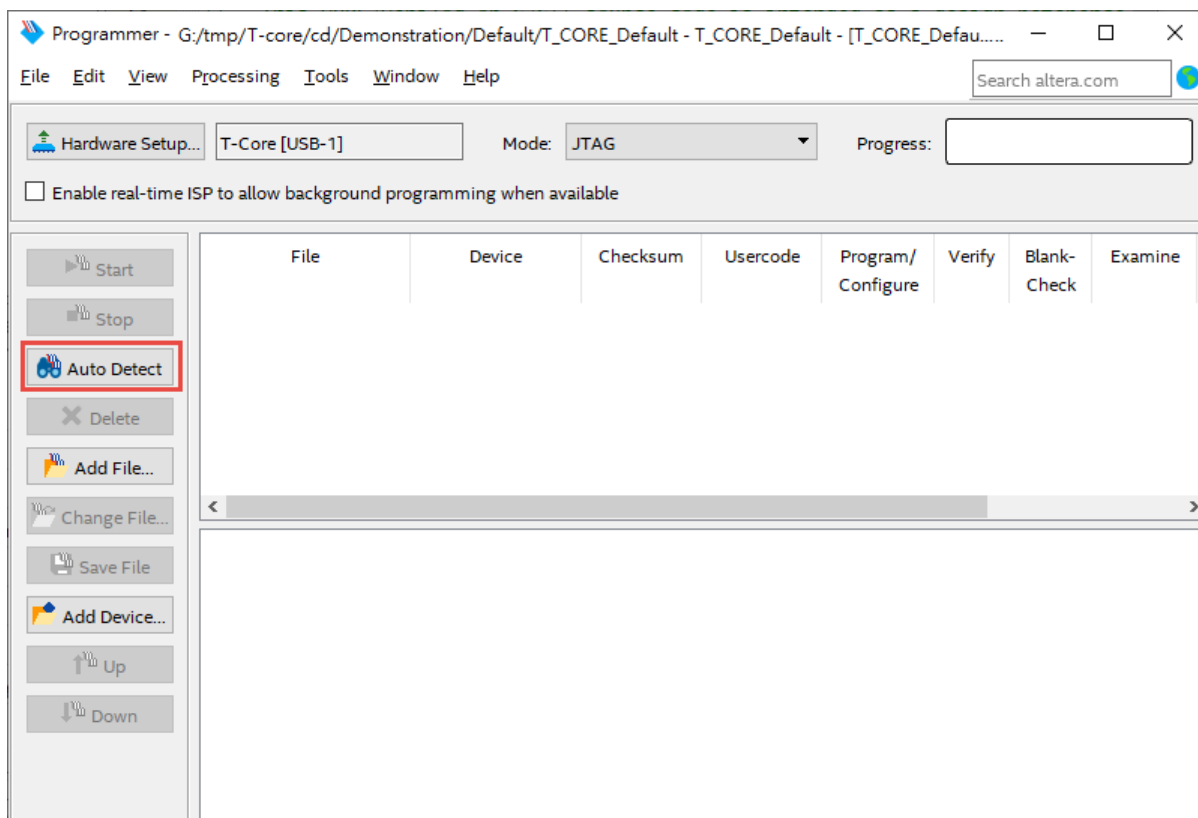 Programmer - G:/tmp/T-core/cd/Demonstration/Default/T_CORE_Default - T_CORE_Default - [T_CORE_Defau.....
File Edit View Processing Tools Window Help
Search altera.com
Hardware Setup... T-Core [USB-1] Mode: JTAG Progress:
Enable real-time ISP to allow background programming when available
File Device Checksum Usercode Program/ Verify Blank- Examine
Configure Check
Start
Stop
Auto Detect
Delete
Add File...
Change File...
Save File
Add Device...
Up
Down